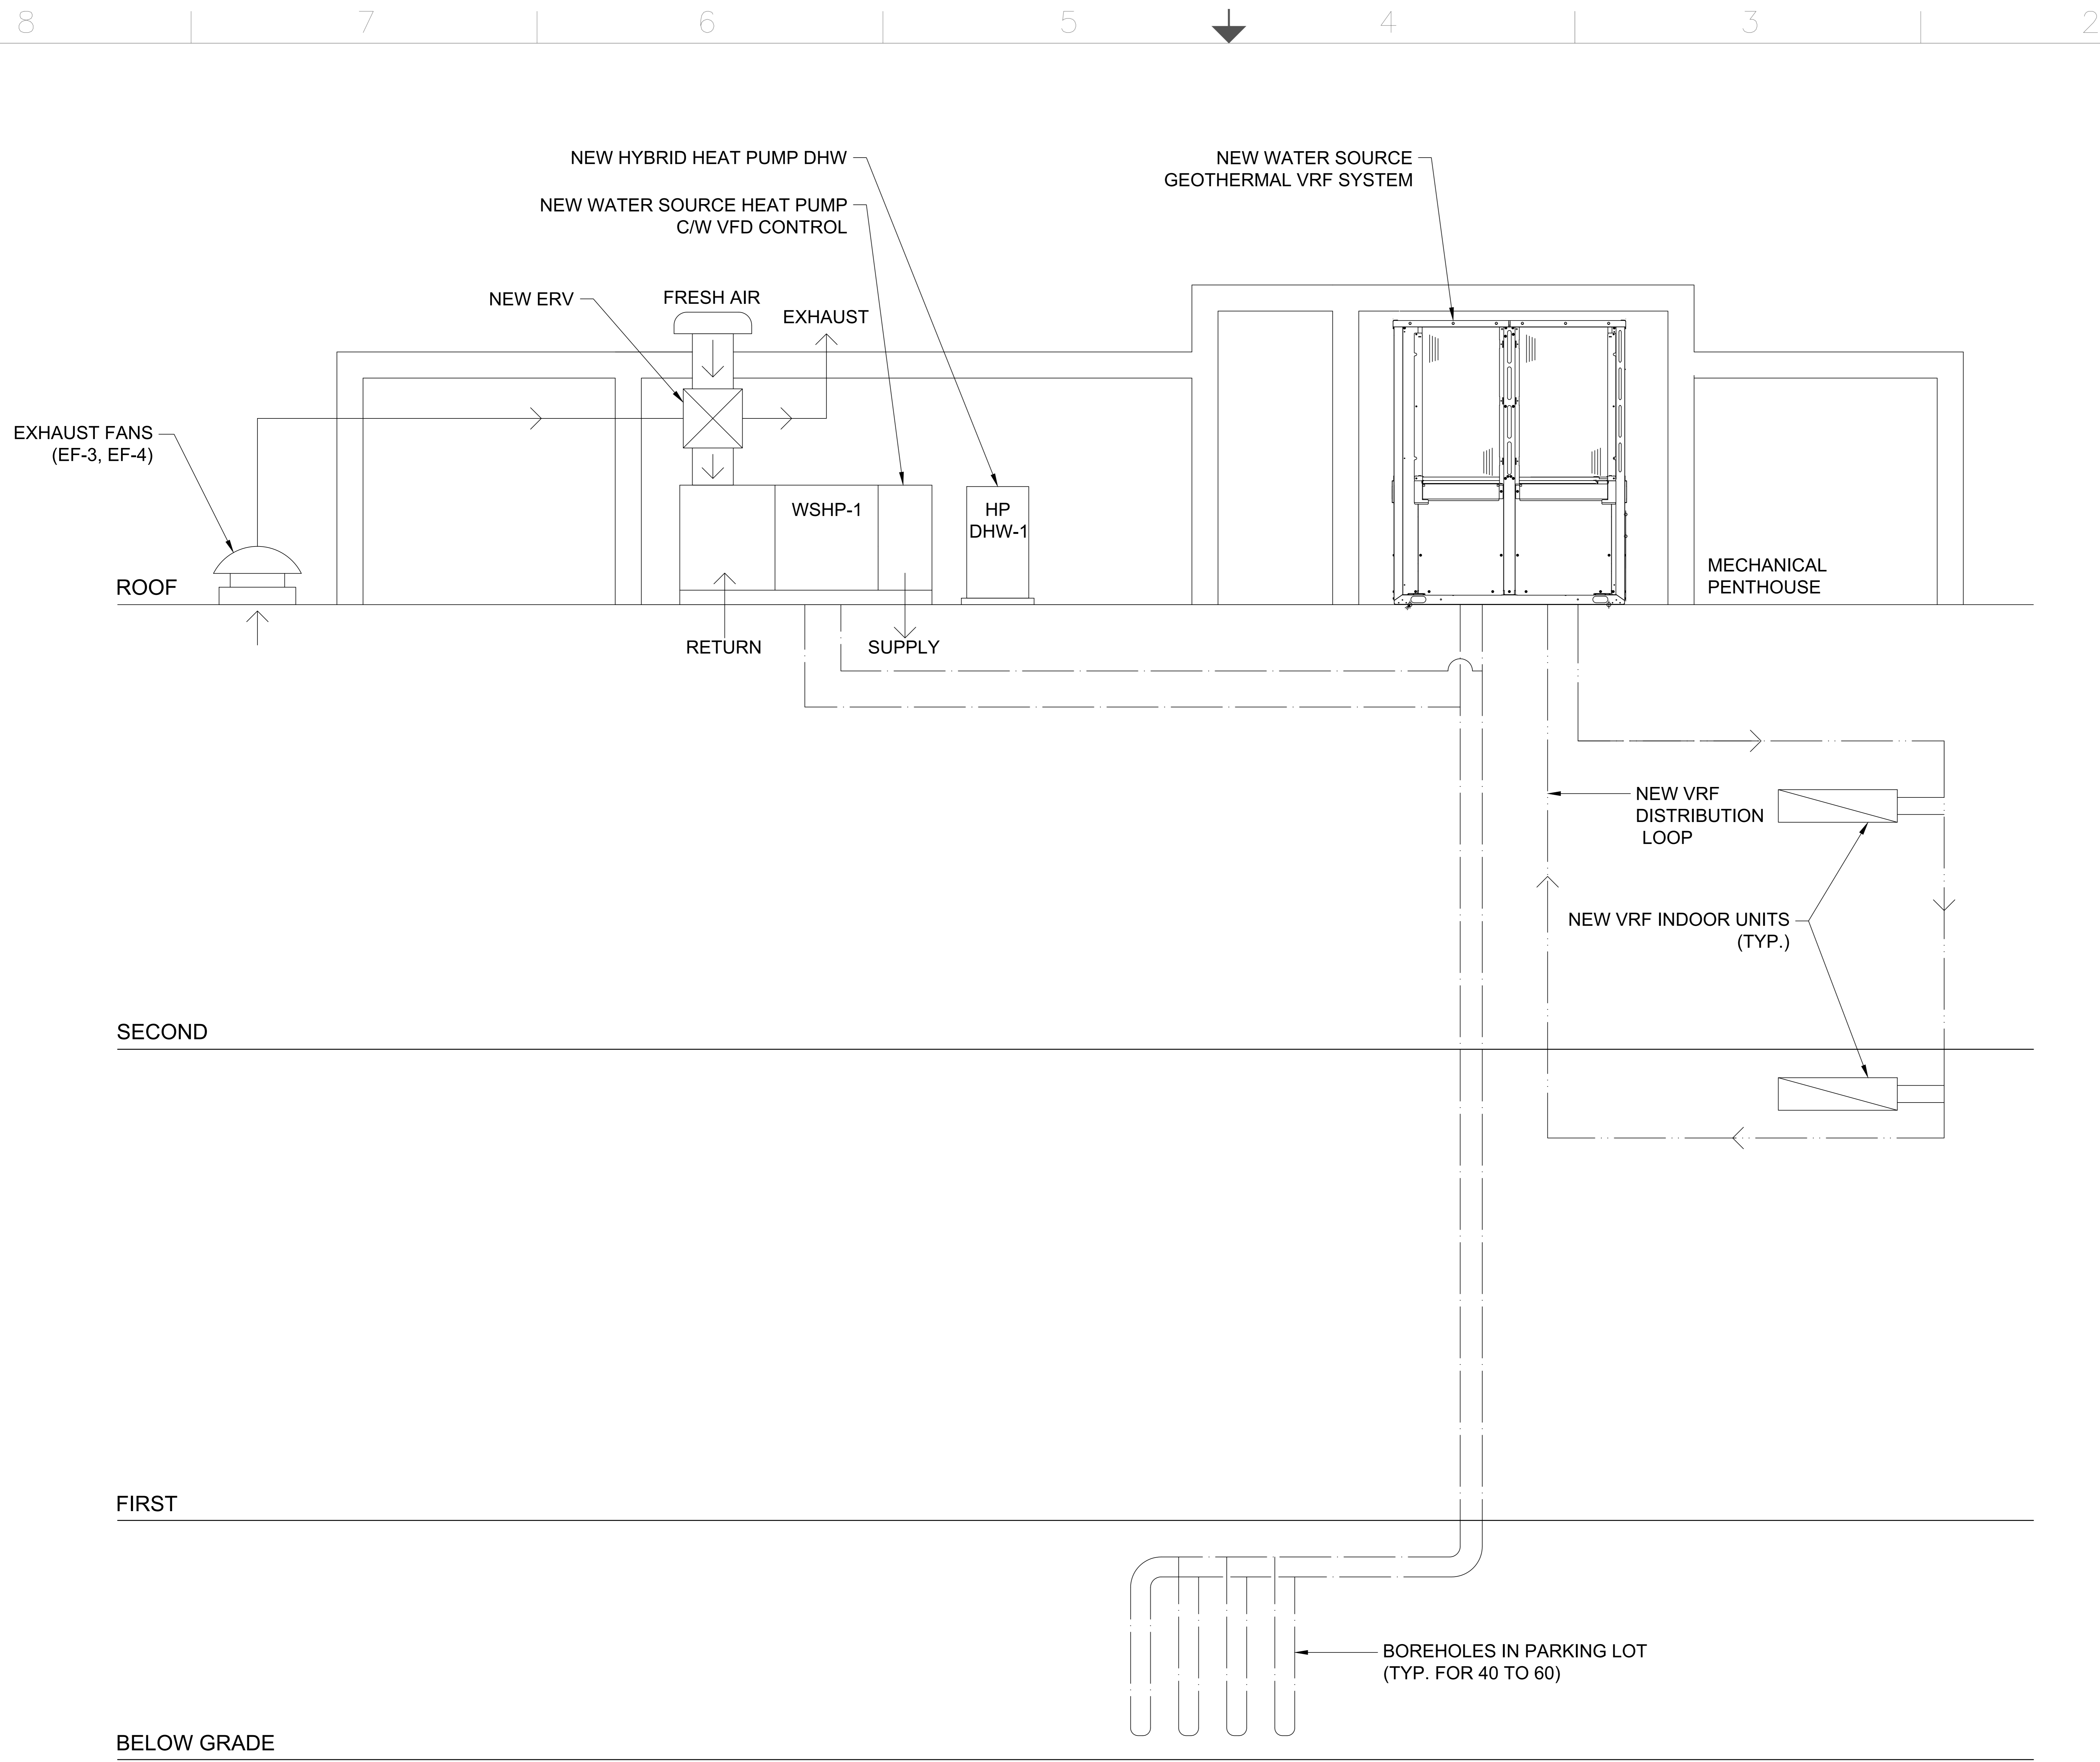 8 7 6 5 4 3 2
NEW HYBRID HEAT PUMP DHW
NEW WATER SOURCE
GEOTHERMAL VRF SYSTEM
NEW WATER SOURCE HEAT PUMP
C/W VFD CONTROL
NEW ERV
FRESH AIR
EXHAUST
EXHAUST FANS
(EF-3, EF-4)
WSHP-1
HP
DHW-1
MECHANICAL
PENTHOUSE
ROOF
RETURN
SUPPLY
NEW VRF
DISTRIBUTION
LOOP
NEW VRF INDOOR UNITS
(TYP.)
SECOND
FIRST
BOREHOLES IN PARKING LOT
(TYP. FOR 40 TO 60)
BELOW GRADE